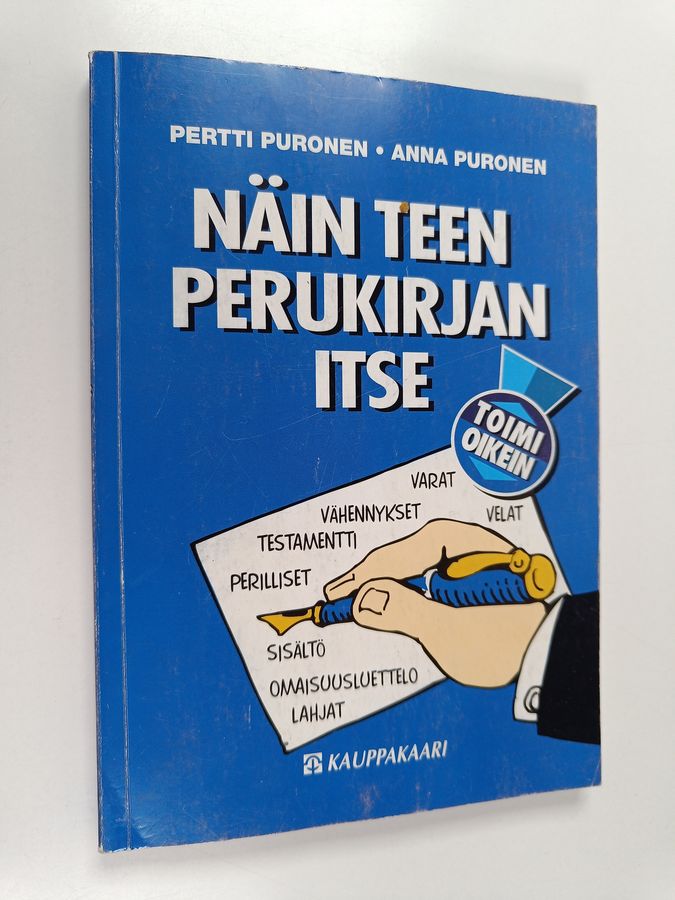 PERTTI PURONEN • ANNA PURONEN
NÄIN TEEN
PERUKIRJAN
ITSE
TOIMI
OIKEIN
VARAT
VÄHENNYKSET
VELAT
TESTAMENTTI
PERILLISET
SISÄLTÖ
OMAISUUSLUETTELO
LAHJAT
KAUPPAKAARI